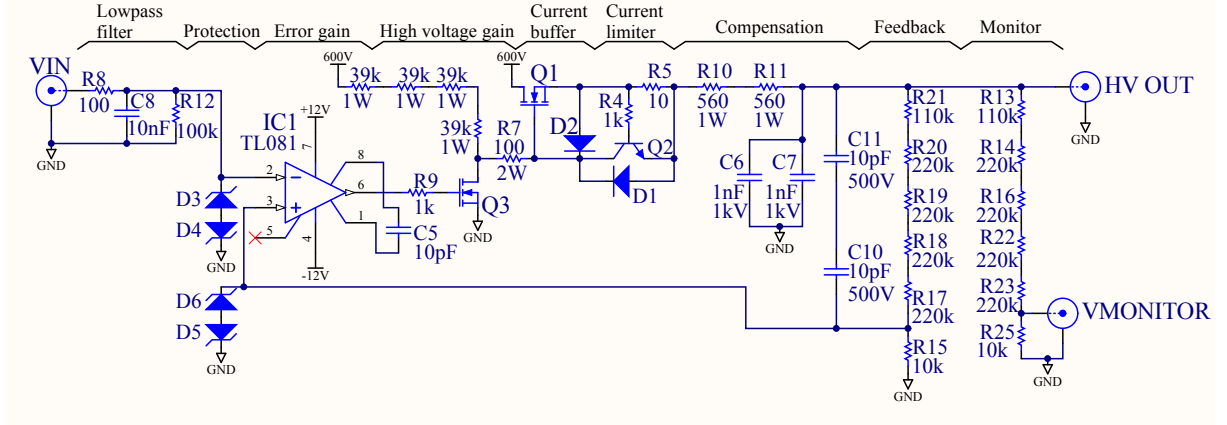 Lowpass filter
Protection
Error gain
High voltage gain
Current buffer
Current limiter
Compensation
Feedback
Monitor
VIN
R8
100
C8
10nF
R12
100k
GND
600V
39k
1W
39k
1W
39k
1W
39k
1W
+12V
IC1
TL081
7
8
2
3
6
5
1
4
-12V
R9
1k
C5
10pF
Q3
GND
D3
D4
GND
D6
D5
GND
R7
100
2W
600V
Q1
D2
R4
1k
R5
10
Q2
D1
R10
560
1W
R11
560
1W
C6
1nF
1kV
C7
1nF
1kV
GND
C11
10pF
500V
C10
10pF
500V
R21
110k
R20
220k
R19
220k
R18
220k
R17
220k
R15
10k
GND
R13
110k
R14
220k
R16
220k
R22
220k
R23
220k
R25
10k
GND
HV OUT
GND
VMONITOR